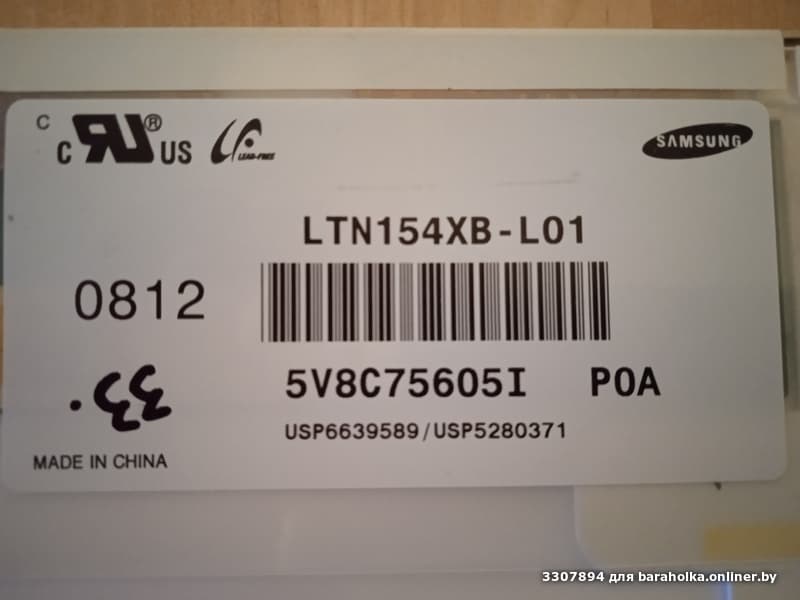 C
C RU® US LEAD-FREE SAMSUNG
LTN154XB-L01
0812
5V8C75605I P0A
33.
USP6639589/USP5280371
MADE IN CHINA
3307894 для baraholka.onliner.by